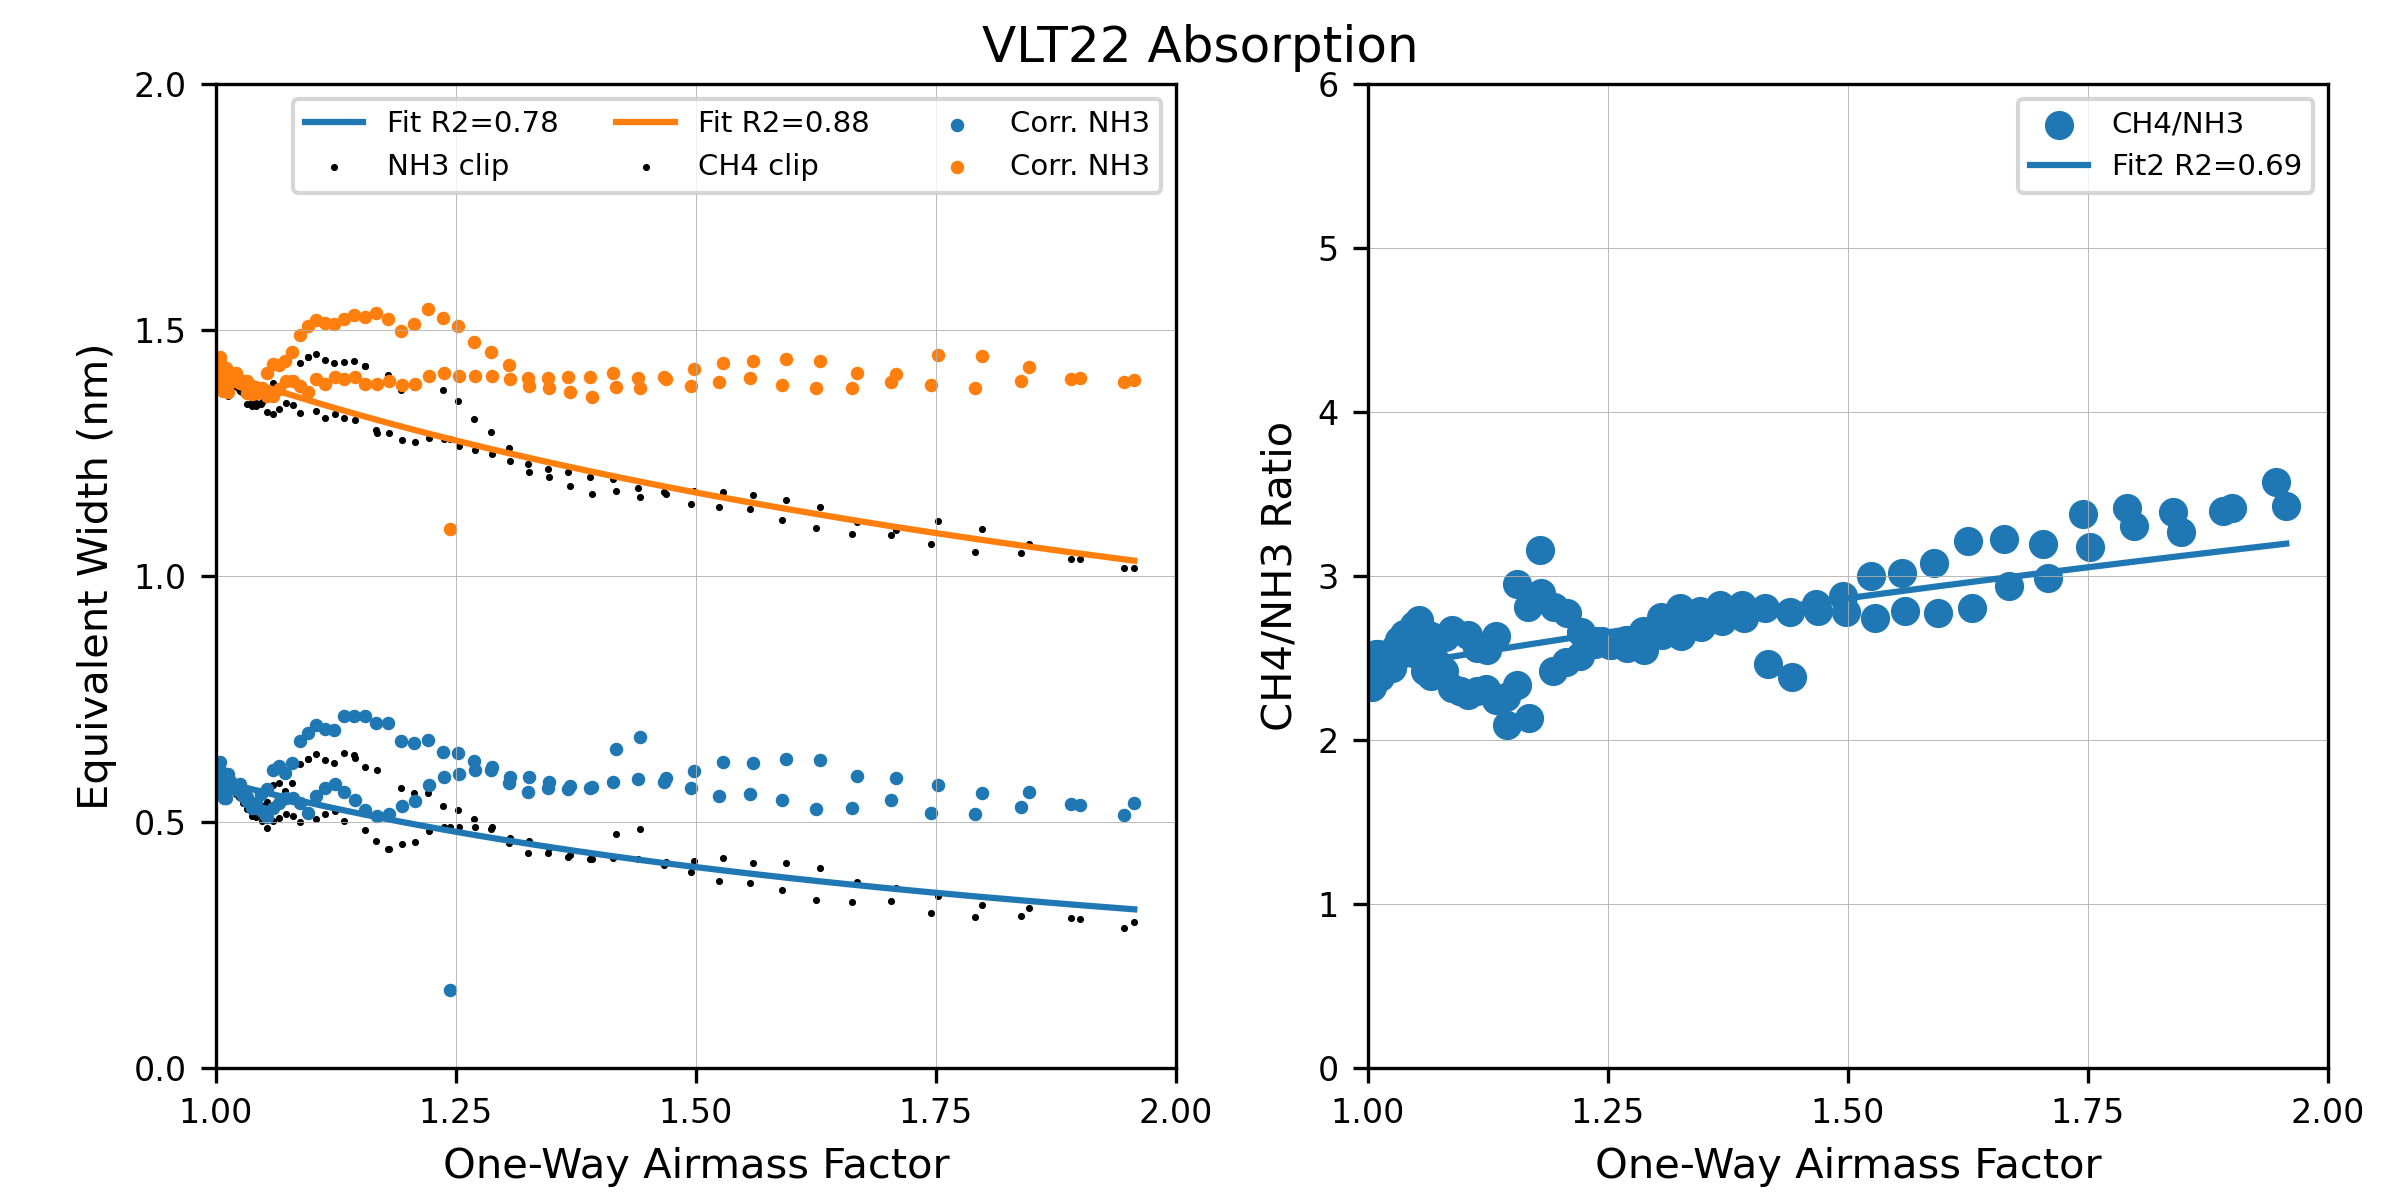 VLT22 Absorption
2.0
1.5
1.0
0.5
0.0
Equivalent Width (nm)
Fit R2=0.78
NH3 clip
Fit R2=0.88
CH4 clip
Corr. NH3
Corr. NH3
1.00 1.25 1.50 1.75 2.00
One-Way Airmass Factor
6
5
4
3
2
1
0
CH4/NH3 Ratio
CH4/NH3
Fit2 R2=0.69
1.00 1.25 1.50 1.75 2.00
One-Way Airmass Factor